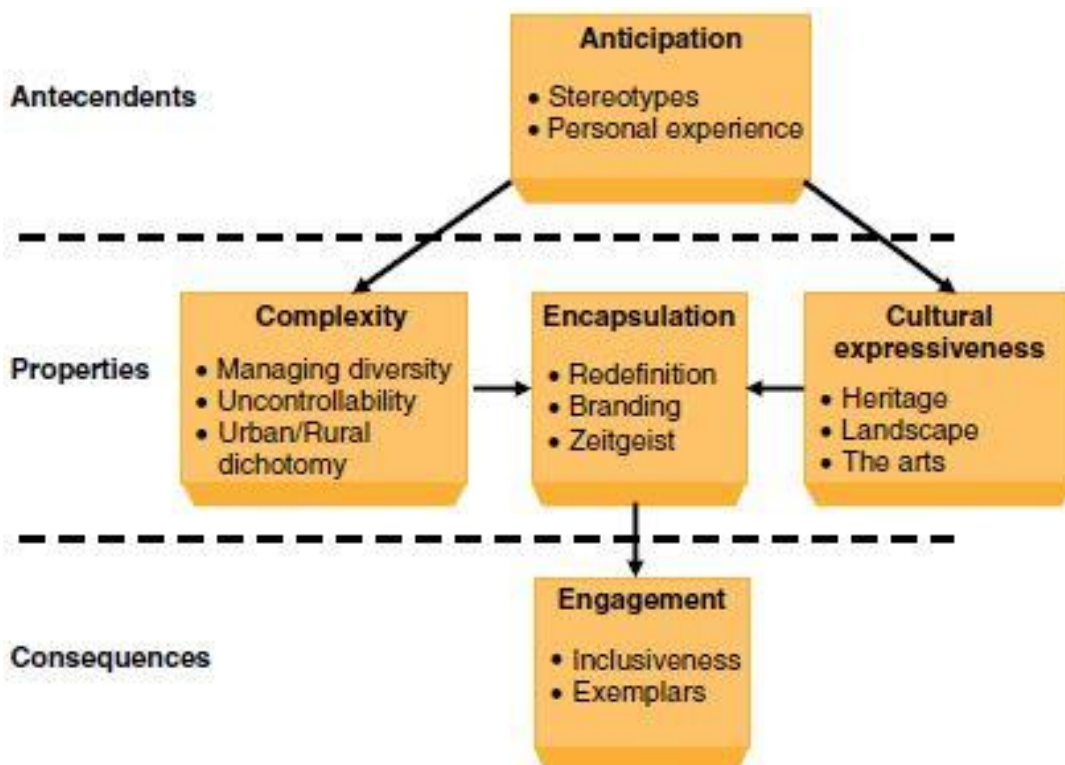 Antecendents
Anticipation
• Stereotypes
• Personal experience
Properties
Complexity
• Managing diversity
• Uncontrollability
• Urban/Rural
dichotomy
Encapsulation
• Redefinition
• Branding
• Zeitgeist
Cultural
expressiveness
• Heritage
• Landscape
• The arts
Consequences
Engagement
• Inclusiveness
• Exemplars